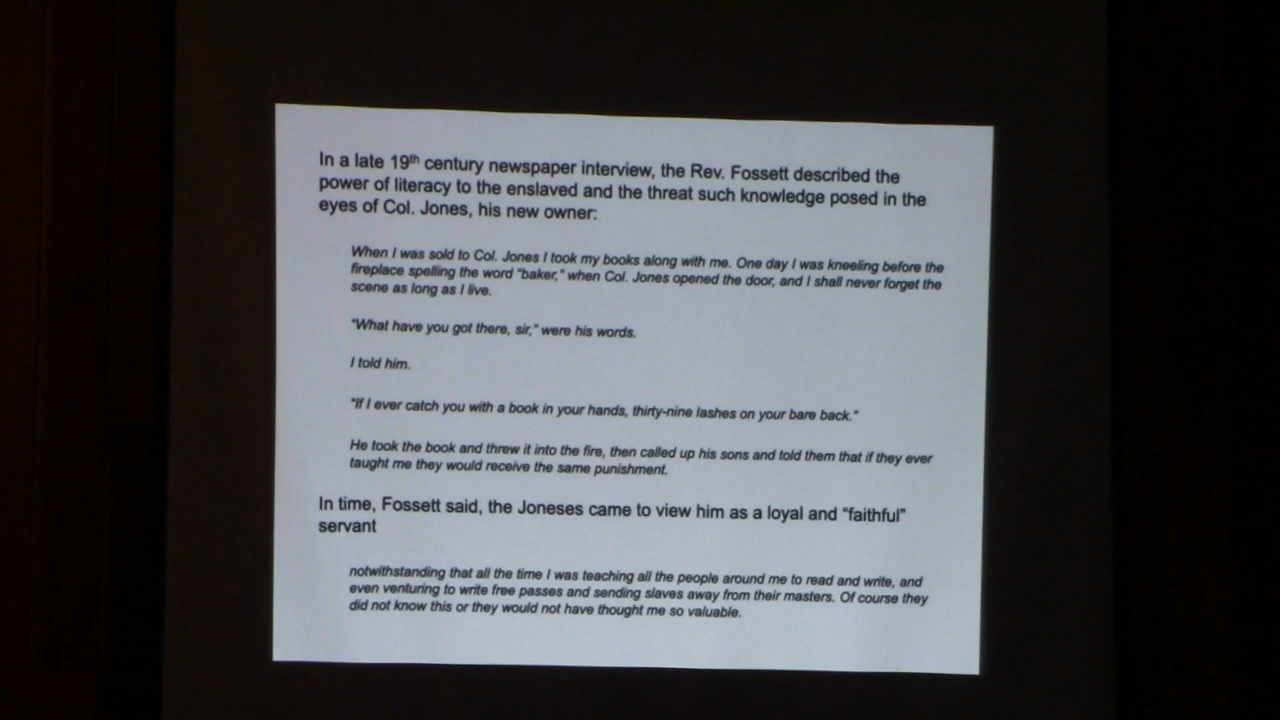 In a late 19th century newspaper interview, the Rev. Fossett described the
power of literacy to the enslaved and the threat such knowledge posed in the
eyes of Col. Jones, his new owner:
When I was sold to Col. Jones I took my books along with me. One day I was kneeling before the
fireplace spelling the word "baker," when Col. Jones opened the door, and I shall never forget the
scene as long as I live.
"What have you got there, sir," were his words.
I told him.
"If I ever catch you with a book in your hands, thirty-nine lashes on your bare back."
He took the book and threw it into the fire, then called up his sons and told them that if they ever
taught me they would receive the same punishment.
In time, Fossett said, the Joneses came to view him as a loyal and "faithful"
servant
notwithstanding that all the time I was teaching all the people around me to read and write, and
even venturing to write free passes and sending slaves away from their masters. Of course they
did not know this or they would not have thought me so valuable.